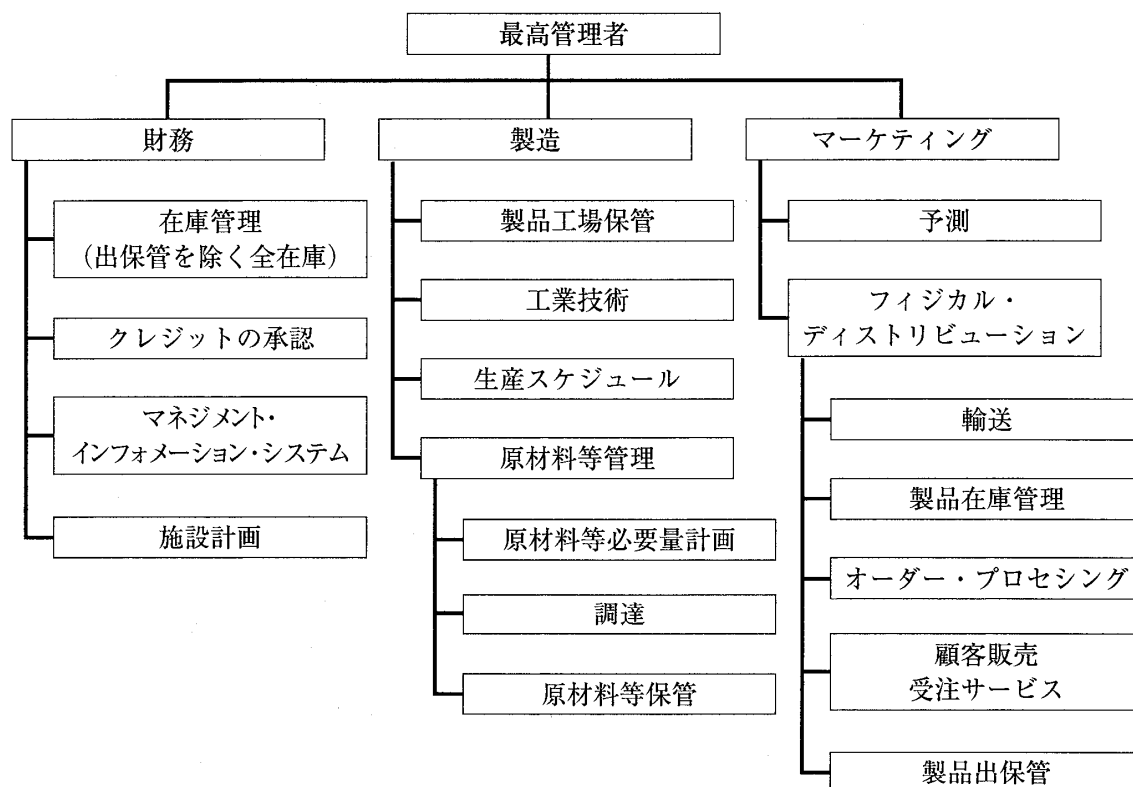 最高管理者
財務
在庫管理
(出保管を除く全在庫)
クレジットの承認
マネジメント・
インフォメーション・システム
施設計画
製造
製品工場保管
工業技術
生産スケジュール
原材料等管理
原材料等必要量計画
調達
原材料等保管
マーケティング
予測
フィジカル・
ディストリビューション
輸送
製品在庫管理
オーダー・プロセシング
顧客販売
受注サービス
製品出保管